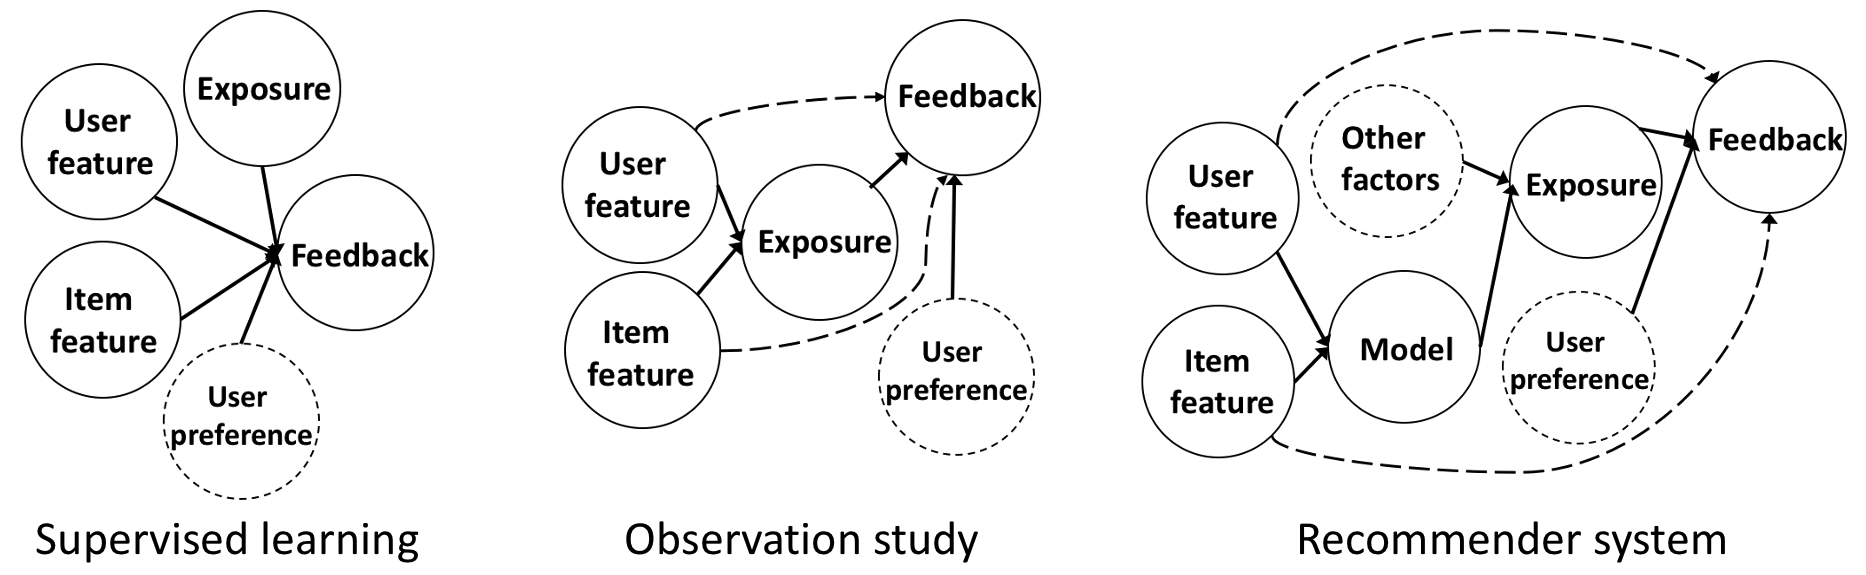 Exposure
User
feature
Feedback
Item
feature
User
preference
Supervised learning
Feedback
User
feature
Exposure
Item
feature
User
preference
Observation study
Other
factors
Feedback
User
feature
Exposure
Model
Item
feature
User
preference
Recommender system